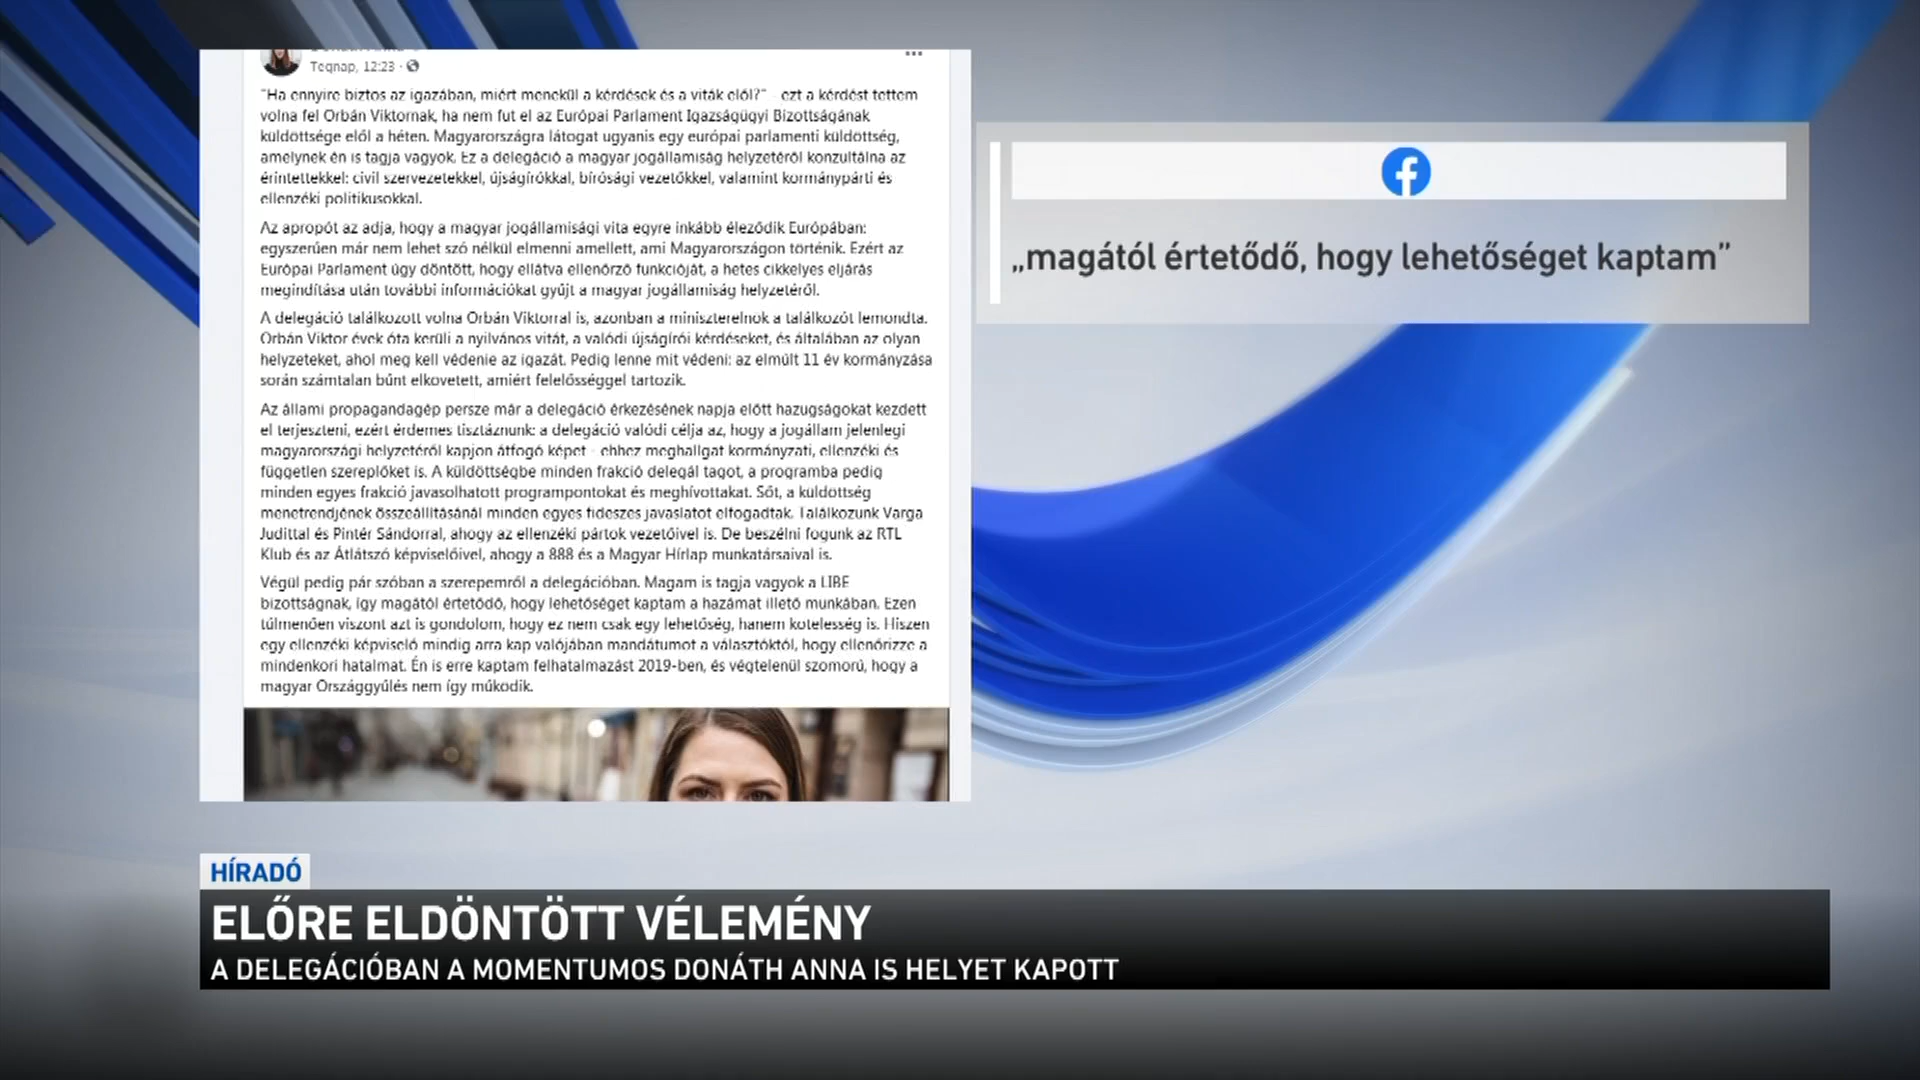 Tegnap, 12:23 ·
"Ha ennyire biztos az igazában, miért menekül a kérdések és a viták elől?" - ezt a kérdést tettem
volna fel Orbán Viktornak, ha nem fut el az Európai Parlament Igazságügyi Bizottságának
küldöttsége elől a héten. Magyarországra látogat ugyanis egy európai parlamenti küldöttség,
amelynek én is tagja vagyok. Ez a delegáció a magyar jogállamiság helyzetéről konzultálna az
érintettekkel: civil szervezetekkel, újságírókkal, bírósági vezetőkkel, valamint kormánypárti és
ellenzéki politikusokkal.
Az apropót az adja, hogy a magyar jogállamisági vita egyre inkább éleződik Európában:
egyszerűen már nem lehet szó nélkül elmenni amellett, ami Magyarországon történik. Ezért az
Európai Parlament úgy döntött, hogy ellátva ellenőrző funkcióját, a hetes cikkelyes eljárás
megindítása után további információkat gyűjt a magyar jogállamiság helyzetéről.
A delegáció találkozott volna Orbán Viktorral is, azonban a miniszterelnök a találkozót lemondta.
Orbán Viktor évek óta kerüli a nyilvános vitát, a valódi újságírói kérdéseket, és általában az olyan
helyzeteket, ahol meg kell védenie az igazát. Pedig lenne mit védeni: az elmúlt 11 év kormányzása
során számtalan bűnt elkövetett, amiért felelősséggel tartozik.
Az állami propagandagép persze már a delegáció érkezésének napja előtt hazugságokat kezdett
el terjeszteni, ezért érdemes tisztáznunk: a delegáció valódi célja az, hogy a jogállam jelenlegi
magyarországi helyzetéről kapjon átfogó képet - ehhez meghallgat kormányzati, ellenzéki és
független szereplőket is. A küldöttségbe minden frakció delegál tagot, a programba pedig
minden egyes frakció javasolhatott programpontokat és meghívottakat. Sőt, a küldöttség
menetrendjének összeállításánál minden egyes fideszes javaslatot elfogadtak. Találkozunk Varga
Judittal és Pintér Sándorral, ahogy az ellenzéki pártok vezetőivel is. De beszélni fogunk az RTL
Klub és az Átlátszó képviselőivel, ahogy a 888 és a Magyar Hírlap munkatársaival is.
Végül pedig pár szóban a szerepemről a delegációban. Magam is tagja vagyok a LIBE
bizottságnak, így magától értetődő, hogy lehetőséget kaptam a hazámat illető munkában. Ezen
túlmenően viszont azt is gondolom, hogy ez nem csak egy lehetőség, hanem kötelesség is. Hiszen
egy ellenzéki képviselő mindig arra kap valójában mandátumot a választóktól, hogy ellenőrizze a
mindenkori hatalmat. Én is erre kaptam felhatalmazást 2019-ben, és végtelenül szomorú, hogy a
magyar Országgyűlés nem így működik.
„magától értetődő, hogy lehetőséget kaptam”
HÍRADÓ
ELŐRE ELDÖNTÖTT VÉLEMÉNY
A DELEGÁCIÓBAN A MOMENTUMOS DONÁTH ANNA IS HELYET KAPOTT